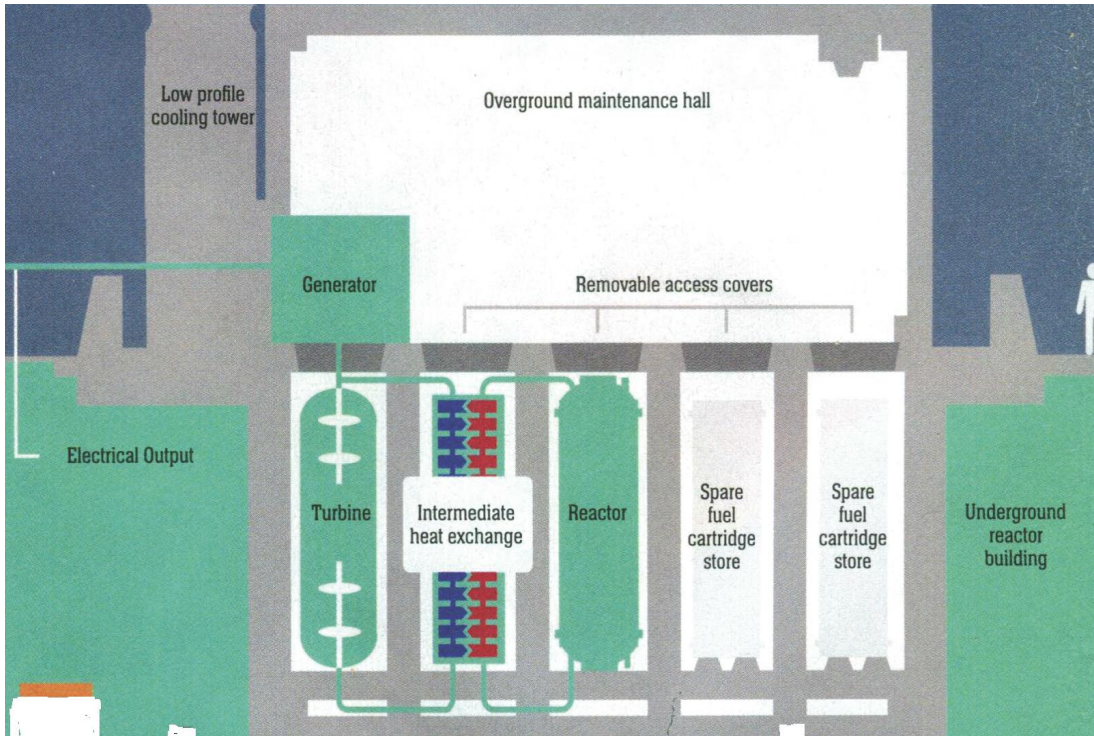 Low profile
cooling tower
Overground maintenance hall
Generator
Removable access covers
Electrical Output
Turbine
Intermediate
heat exchange
Reactor
Spare
fuel
cartridge
store
Spare
fuel
cartridge
store
Underground
reactor
building